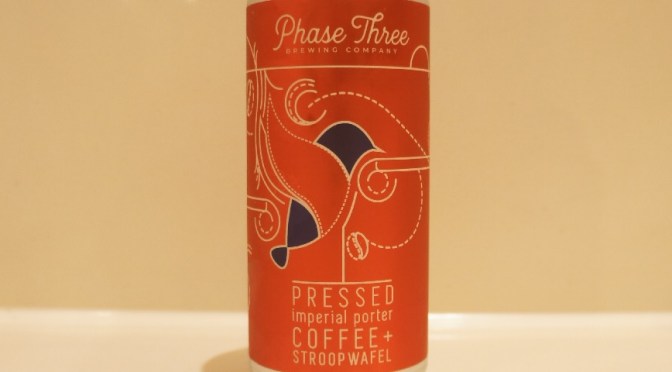 Phase Three
BREWING COMPANY
PRESSED
imperial porter
COFFEE +
STROOPWAFEL